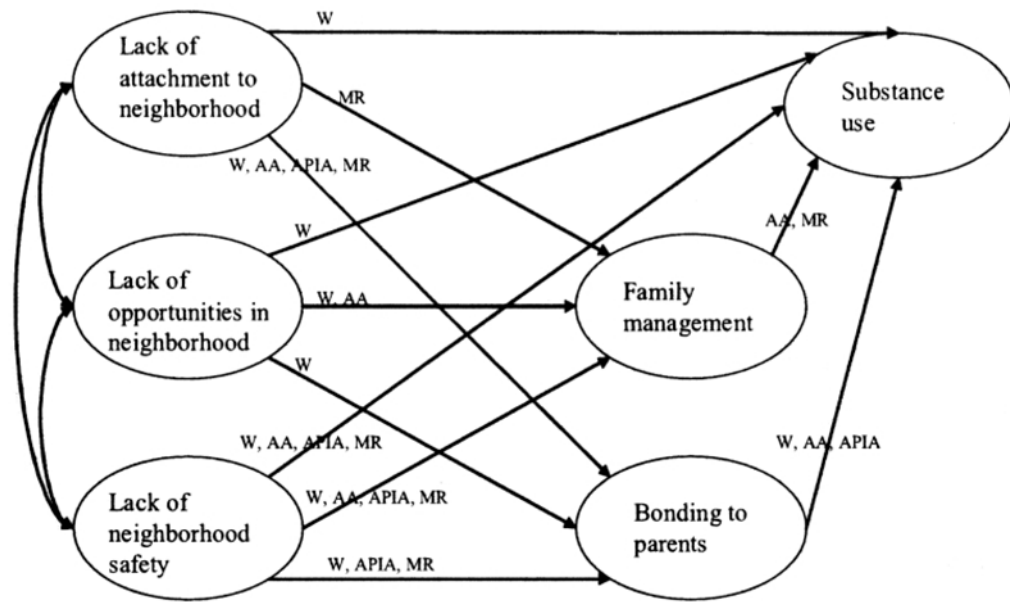 W
Lack of
attachment to
neighborhood
Substance
use
MR
W, AA, APIA, MR
W
AA, MR
Lack of
opportunities in
neighborhood
W, AA
Family
management
W
W, AA, APIA, MR
W, AA, APIA
W, AA, APIA, MR
Lack of
neighborhood
safety
Bonding to
parents
W, APIA, MR